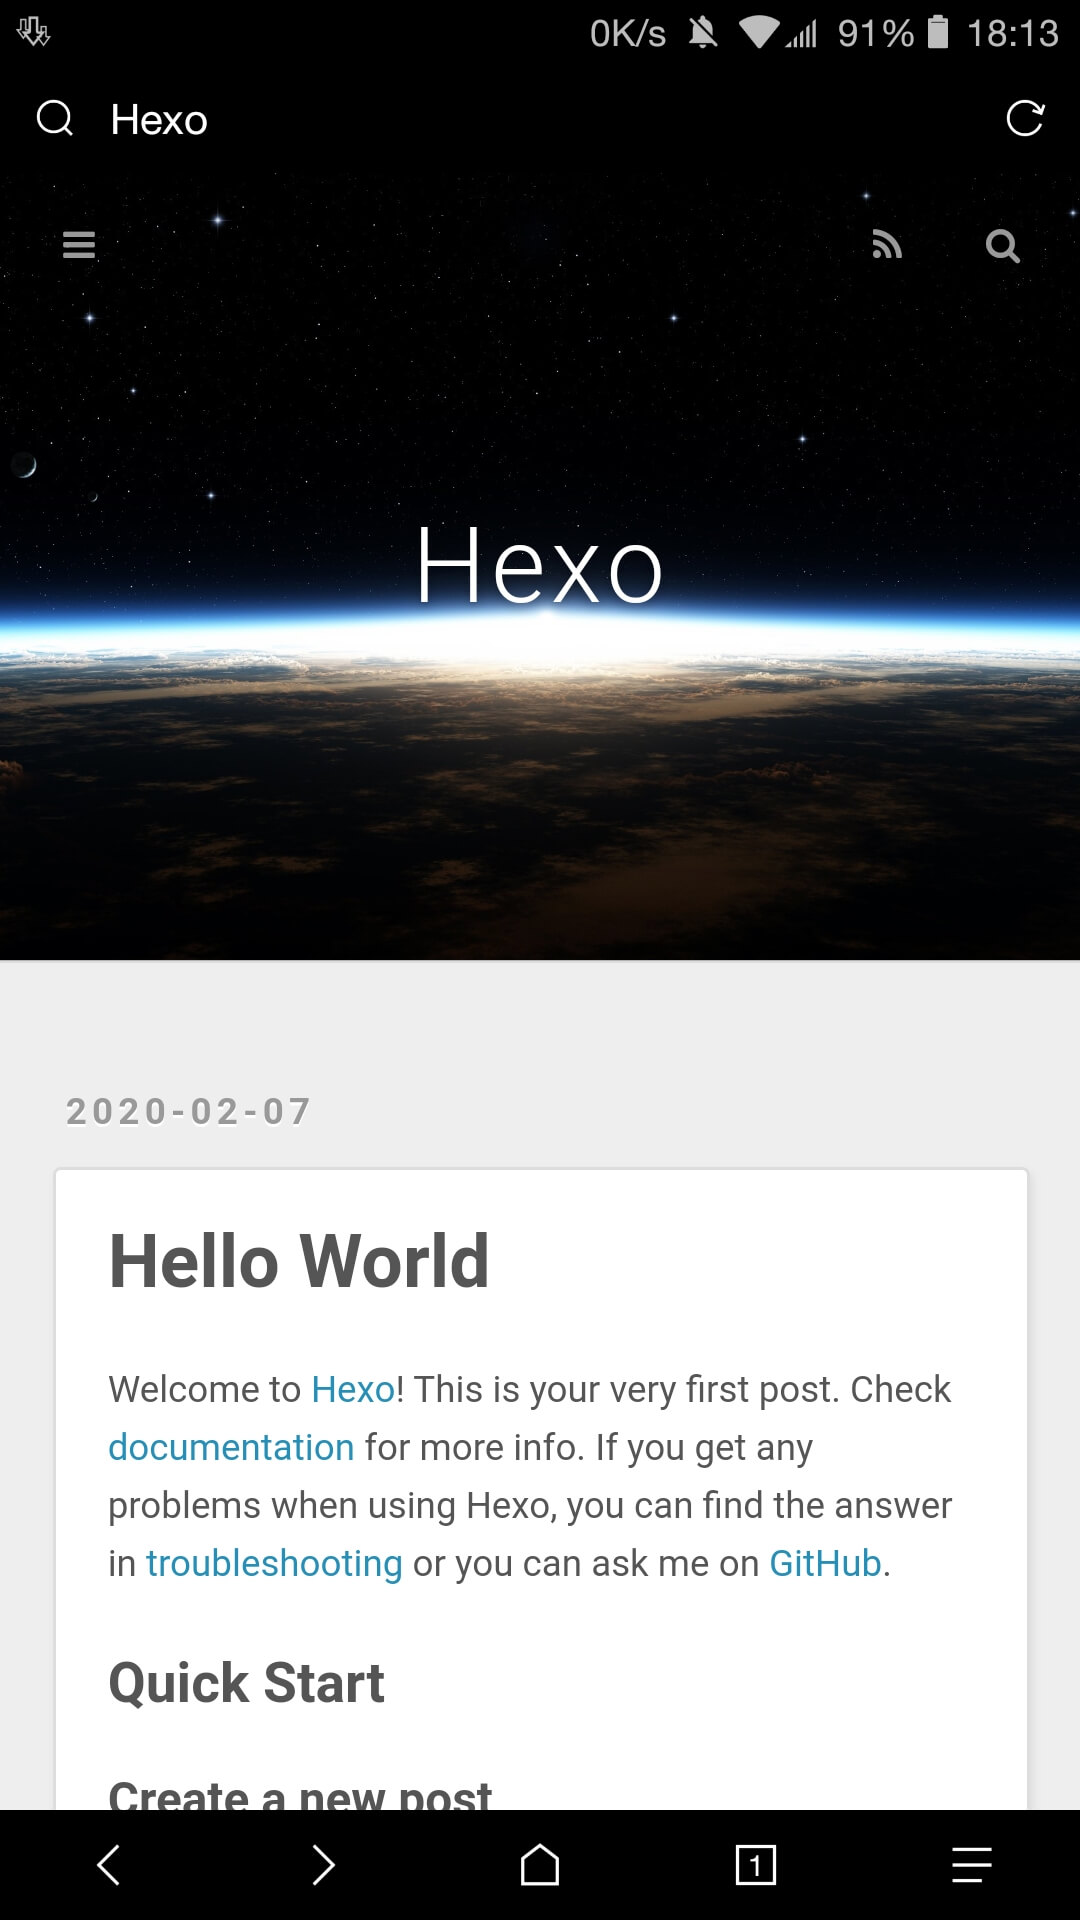 0K/s 91% 18:13
Hexo
Hexo
2020-02-07
Hello World
Welcome to Hexo! This is your very first post. Check
documentation for more info. If you get any
problems when using Hexo, you can find the answer
in troubleshooting or you can ask me on GitHub.
Quick Start
Create a new post
1